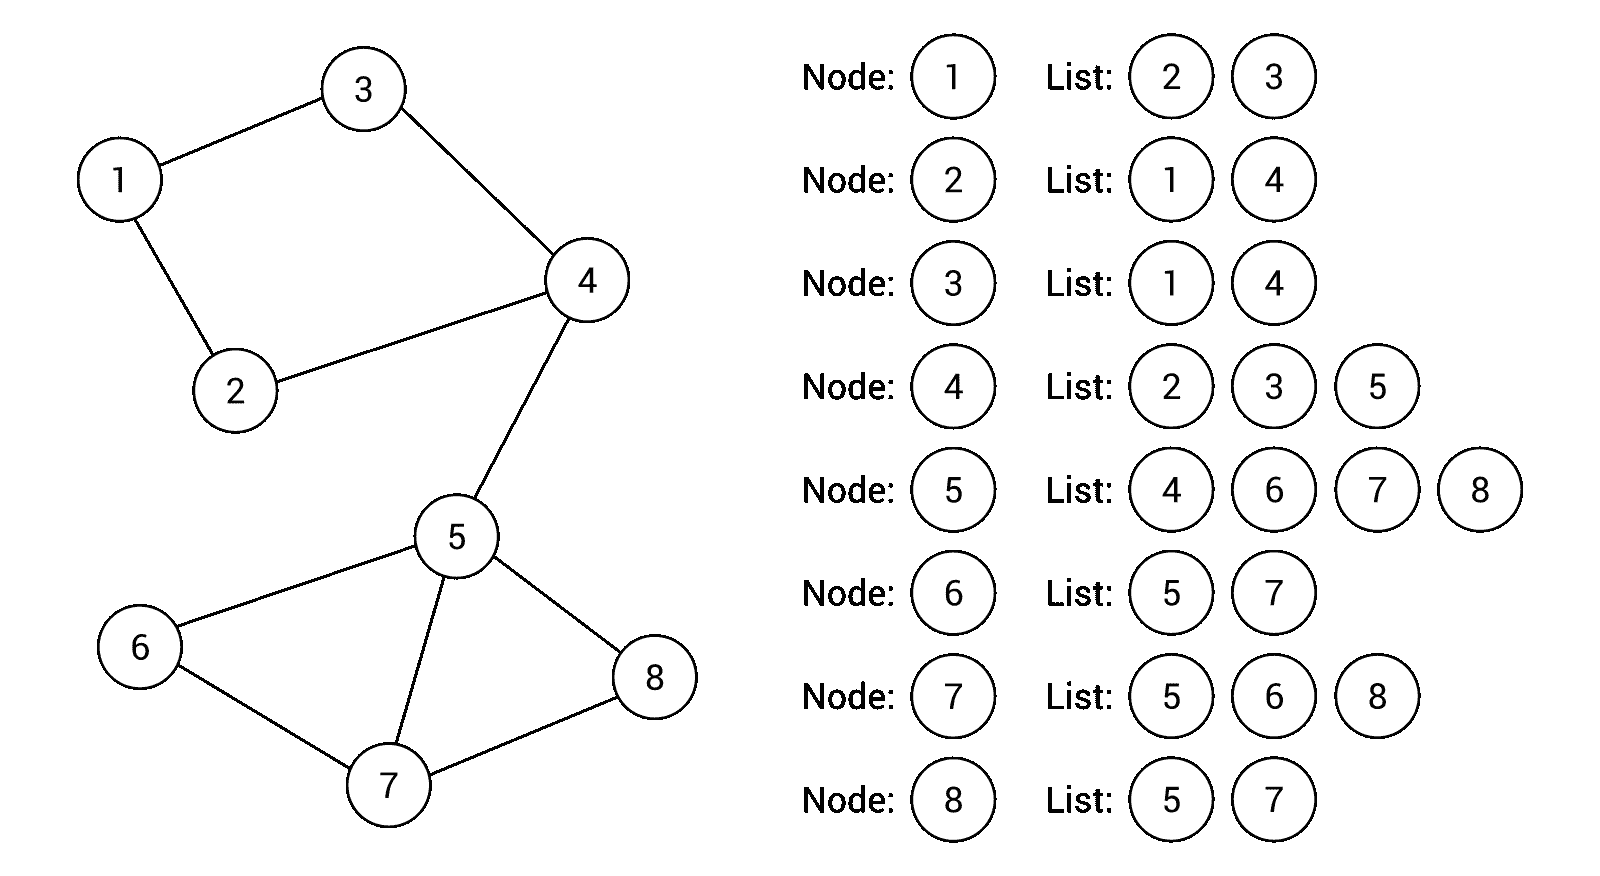 3
1
4
2
5
6
8
7
Node: 1 List: 2 3
Node: 2 List: 1 4
Node: 3 List: 1 4
Node: 4 List: 2 3 5
Node: 5 List: 4 6 7 8
Node: 6 List: 5 7
Node: 7 List: 5 6 8
Node: 8 List: 5 7